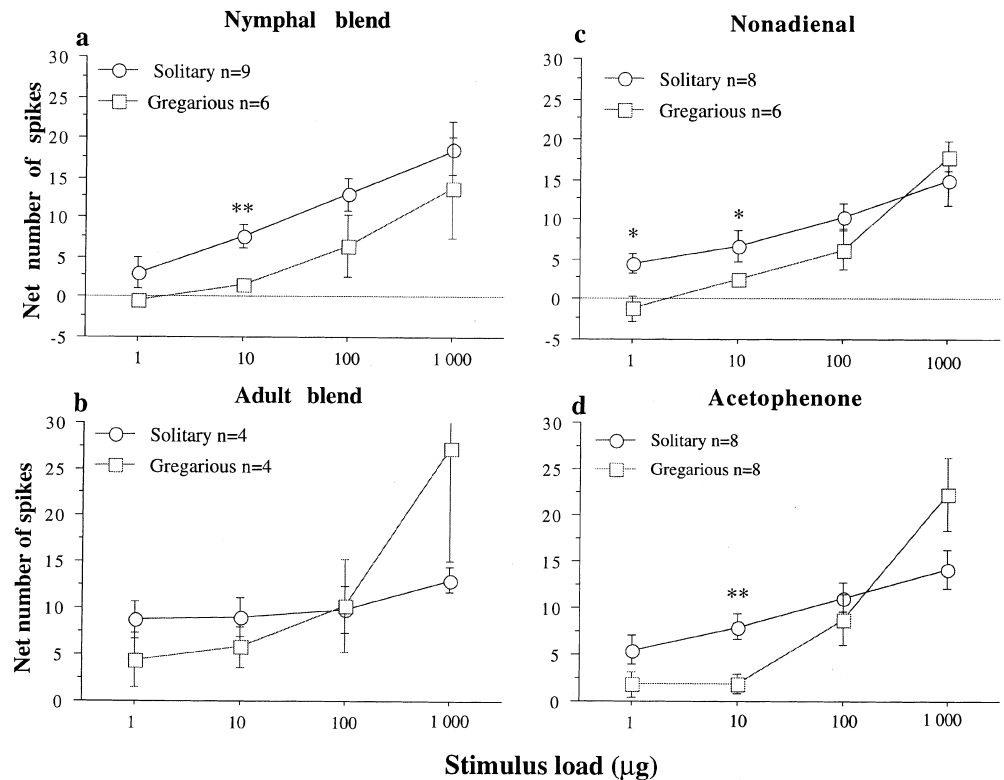 a
Nymphal blend
Net number of spikes
30
25
20
15
10
5
0
-5
Solitary n=9
Gregarious n=6
**
1
10
100
1 000
c
Nonadienal
30
25
20
15
10
5
0
-5
Solitary n=8
Gregarious n=6
*
*
1
10
100
1000
b
Adult blend
Net number of spikes
30
25
20
15
10
5
0
Solitary n=4
Gregarious n=4
1
10
100
1 000
d
Acetophenone
30
25
20
15
10
5
0
Solitary n=8
Gregarious n=8
**
1
10
100
1 000
Stimulus load (µg)